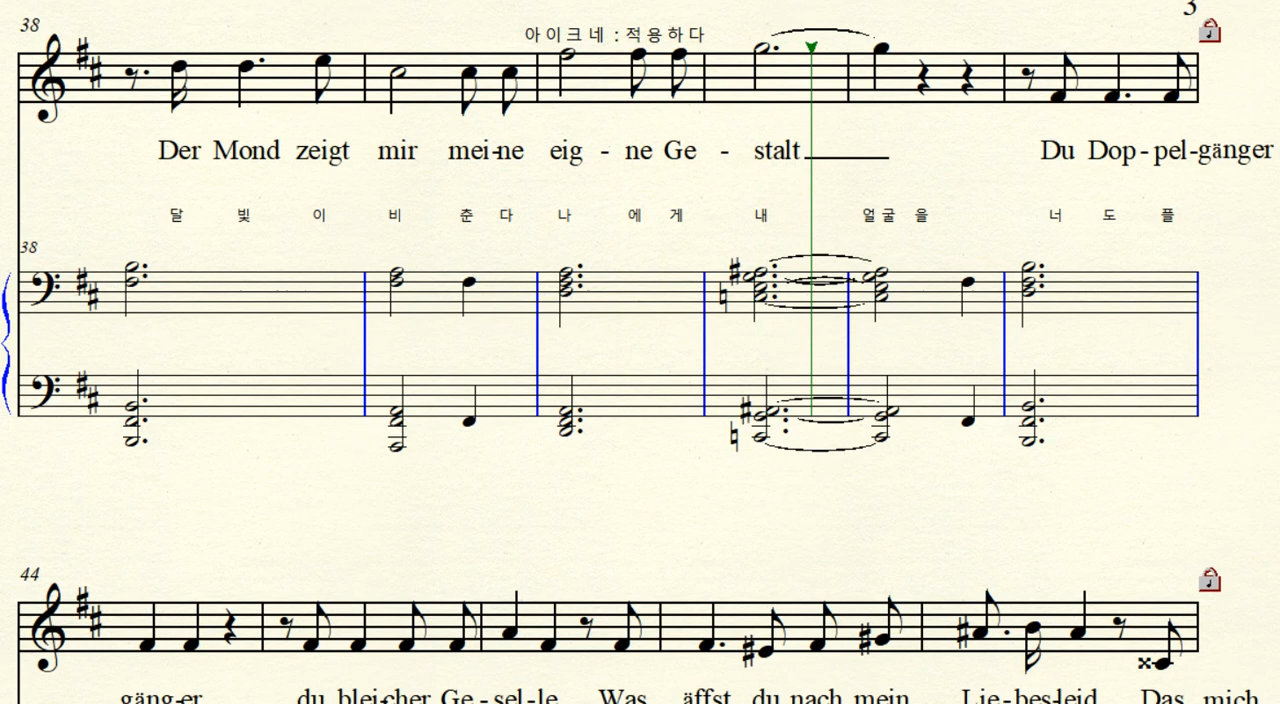 3
38
아이크네 : 적용하다
Der Mond zeigt mir mei-ne eig - ne Ge - stalt Du Dop - pel-gänger
달 빛 이 비 춘 다 나 에 게 내 얼 굴 을 너 도 플
38
44
gäng-er du blei-cher Ge - sel-le Was äffst du nach mein Lie-bes-leid Das mich